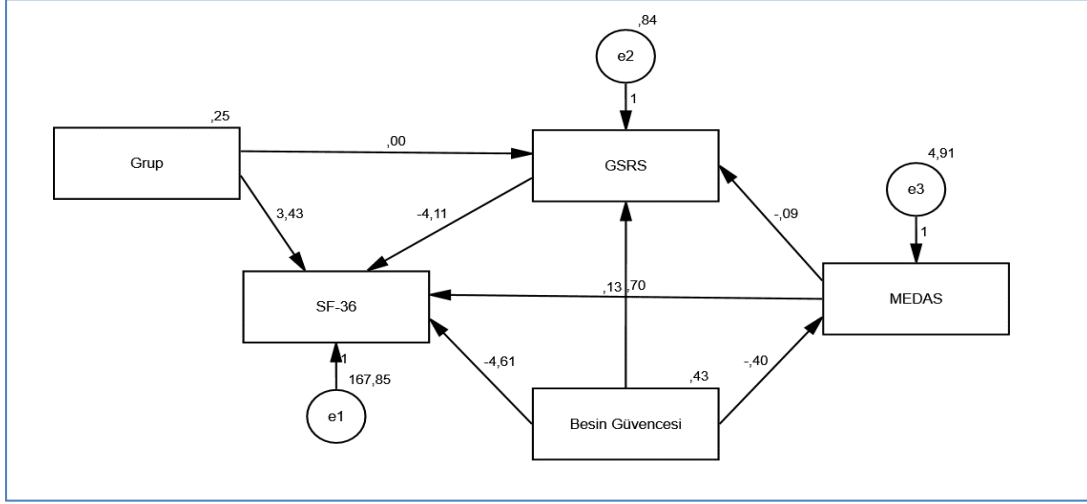 ,84
e2
1
,25
Grup
,00
GSRS
4,91
e3
1
3,43
-4,11
-,09
SF-36
,13
,70
MEDAS
1
167,85
e1
-4,61
,43
-,40
Besin Güvencesi